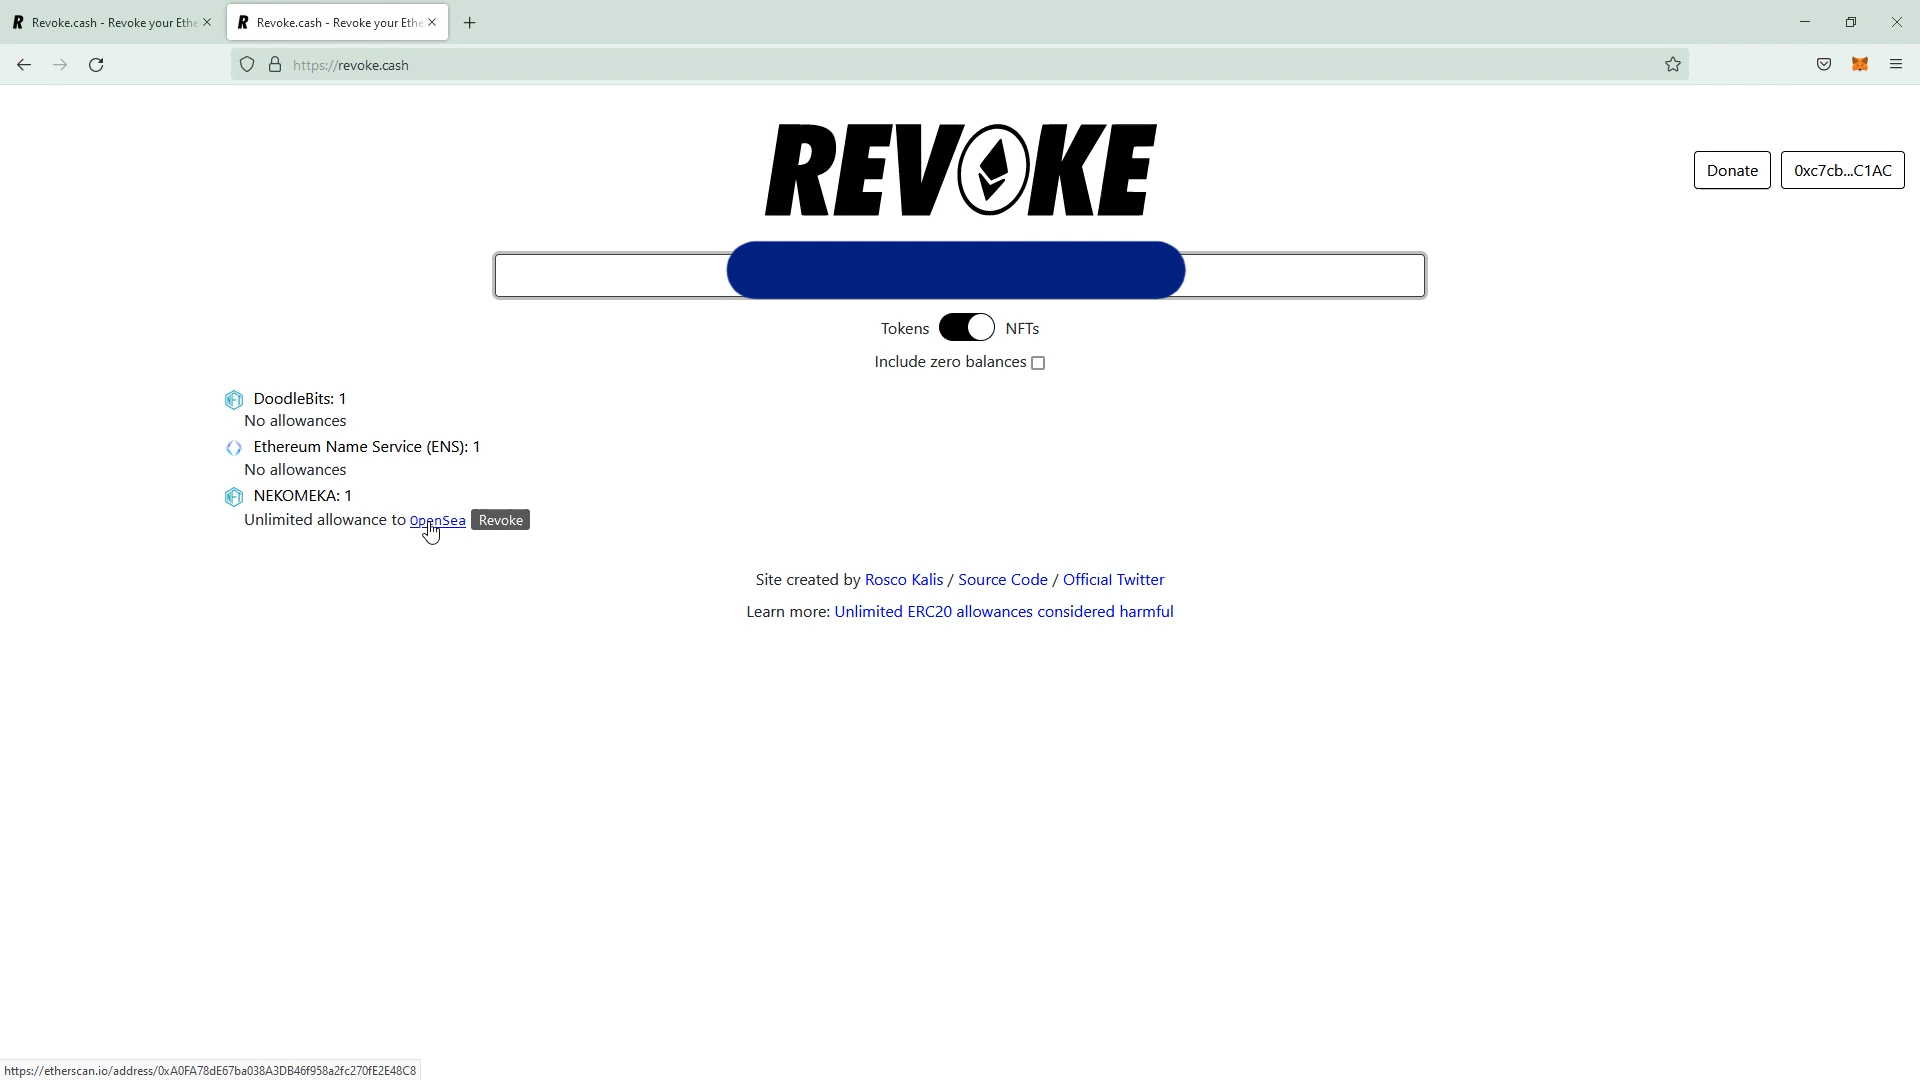 Revoke.cash - Revoke your Ethe
Revoke.cash - Revoke your Ethe
https://revoke.cash
REVOKE
Donate
0xc7cb...C1AC
Tokens
NFTs
Include zero balances
DoodleBits: 1
No allowances
Ethereum Name Service (ENS): 1
No allowances
NEKOMEKA: 1
Unlimited allowance to OpenSea Revoke
Site created by Rosco Kalis / Source Code / Official Twitter
Learn more: Unlimited ERC20 allowances considered harmful
https://etherscan.io/address/0xA0FA78dE67ba038A3DB46f958a2fc270fE2E48C8